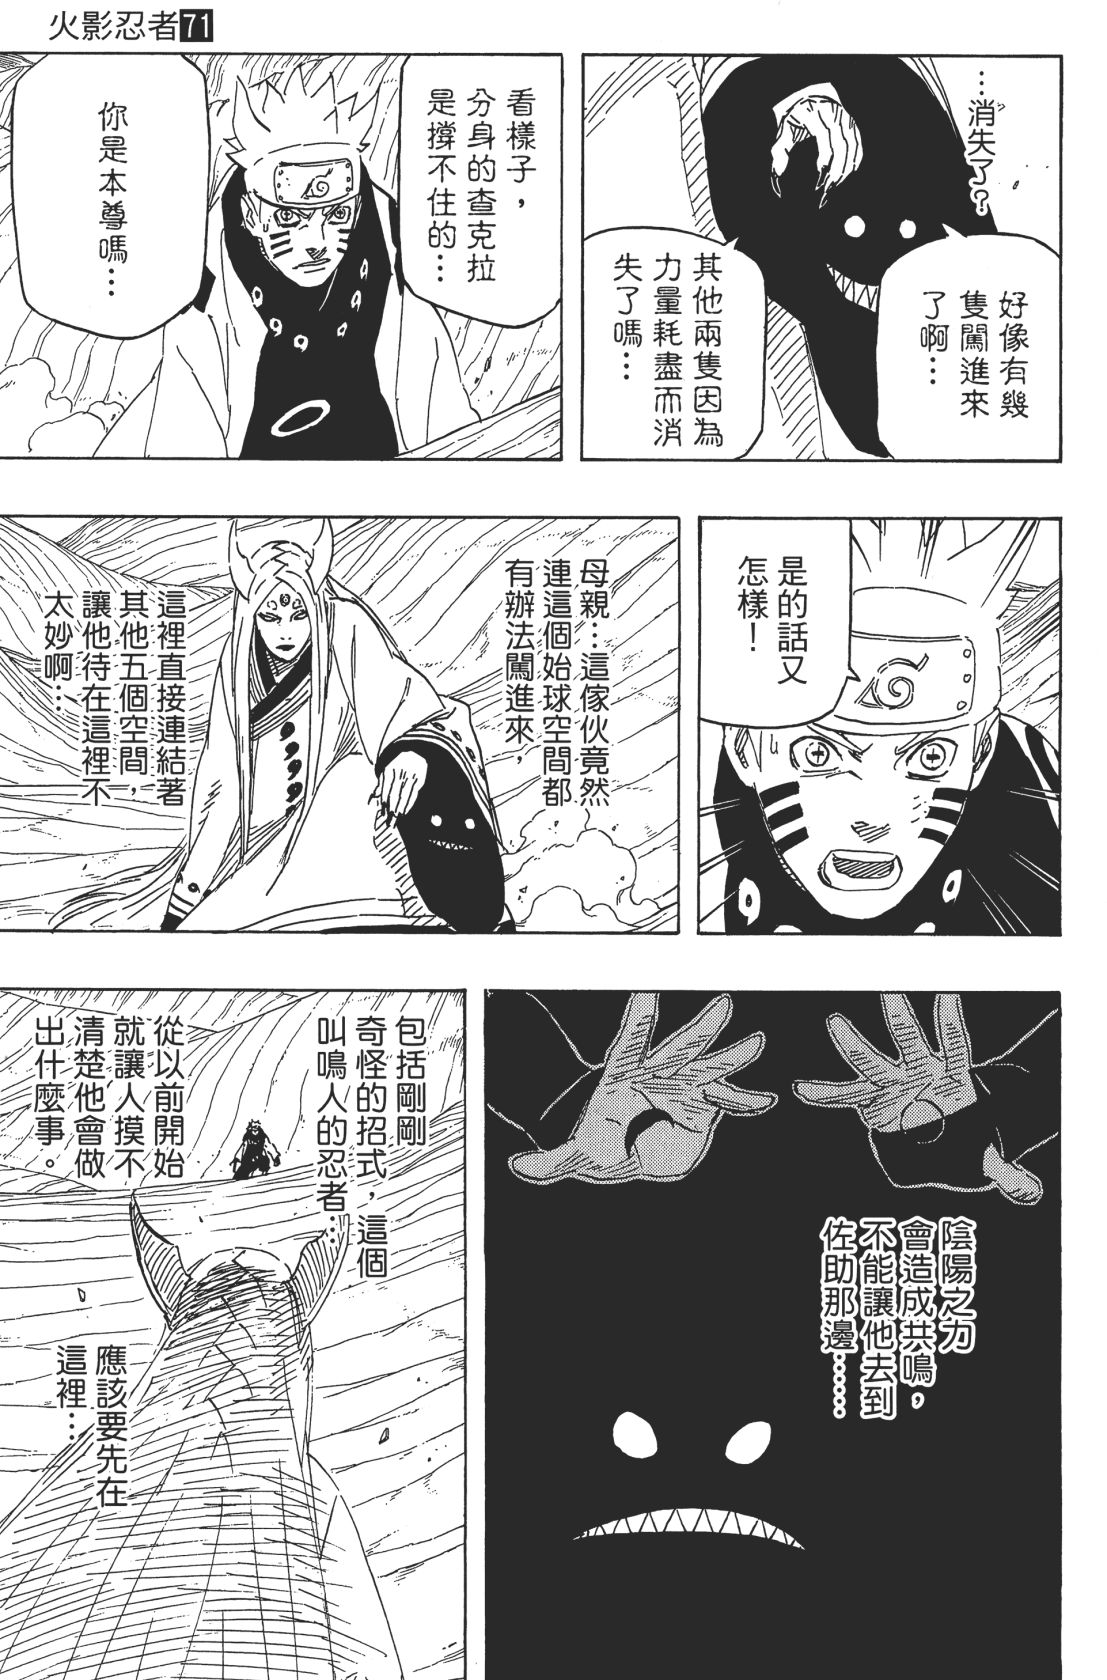 火影忍者71
…消失了？
好像有幾
隻闖進來
了啊…
其他兩隻因為
力量耗盡而消
失了嗎…
看樣子，
分身的查克拉
是撐不住的…
你是本尊嗎…
是的話又
怎樣！
母親…這傢伙竟然
連這個始球空間都
有辦法闖進來，
這裡直接連結著
其他五個空間，
讓他待在這裡不
太妙啊…
陰陽之力
會造成共鳴，
不能讓他去到
佐助那邊……
包括剛剛
奇怪的招式，這個
叫鳴人的忍者…
從以前開始
就讓人摸不
清楚他會做
出什麼事。
應該要先在
這裡…